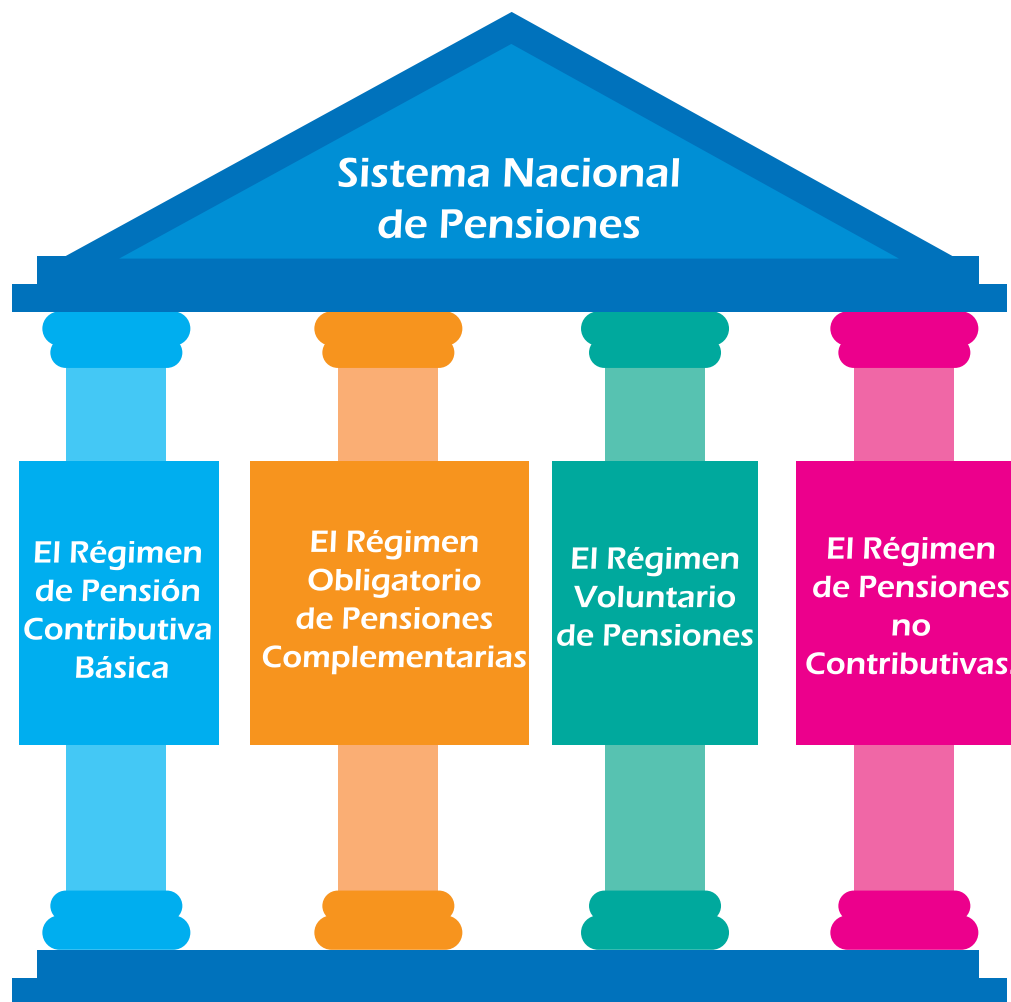 Sistema Nacional
de Pensiones
El Régimen
de Pensión
Contributiva
Básica
El Régimen
Obligatorio
de Pensiones
Complementarias
El Régimen
Voluntario
de Pensiones
El Régimen
de Pensiones
no
Contributivas.